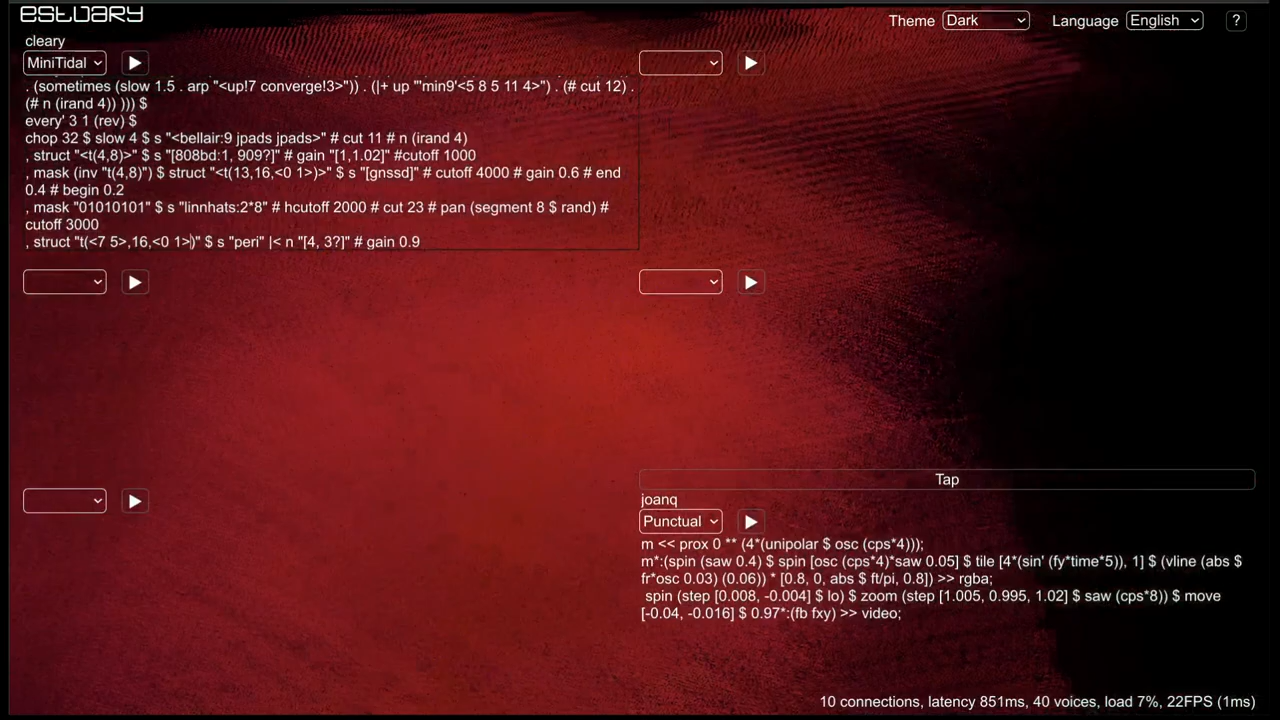 estuary
Theme Dark Language English ?
cleary
MiniTidal
. (sometimes (slow 1.5 . arp "<up!7 converge!3>")) . (|+ up "'min9'<5 8 5 11 4>") . (# cut 12) .
(# n (irand 4)) ))) $
every' 3 1 (rev) $
chop 32 $ slow 4 $ s "<bellair:9 jpads jpads>" # cut 11 # n (irand 4)
, struct "<t(4,8)>" $ s "[808bd:1, 909?]" # gain "[1,1.02]" #cutoff 1000
, mask (inv "t(4,8)") $ struct "<t(13,16,<0 1>)>" $ s "[gnssd]" # cutoff 4000 # gain 0.6 # end
0.4 # begin 0.2
, mask "01010101" $ s "linnhats:2*8" # hcutoff 2000 # cut 23 # pan (segment 8 $ rand) #
cutoff 3000
, struct "t(<7 5>,16,<0 1>)" $ s "peri" |< n "[4, 3?]" # gain 0.9
Tap
joanq
Punctual
m << prox 0 ** (4*(unipolar $ osc (cps*4)));
m*:(spin (saw 0.4) $ spin [osc (cps*4)*saw 0.05] $ tile [4*(sin' (fy*time*5)), 1] $ (vline (abs $
fr*osc 0.03) (0.06)) * [0.8, 0, abs $ ft/pi, 0.8]) >> rgba;
spin (step [0.008, -0.004] $ lo) $ zoom (step [1.005, 0.995, 1.02] $ saw (cps*8)) $ move
[-0.04, -0.016] $ 0.97*:(fb fxy) >> video;
10 connections, latency 851ms, 40 voices, load 7%, 22FPS (1ms)